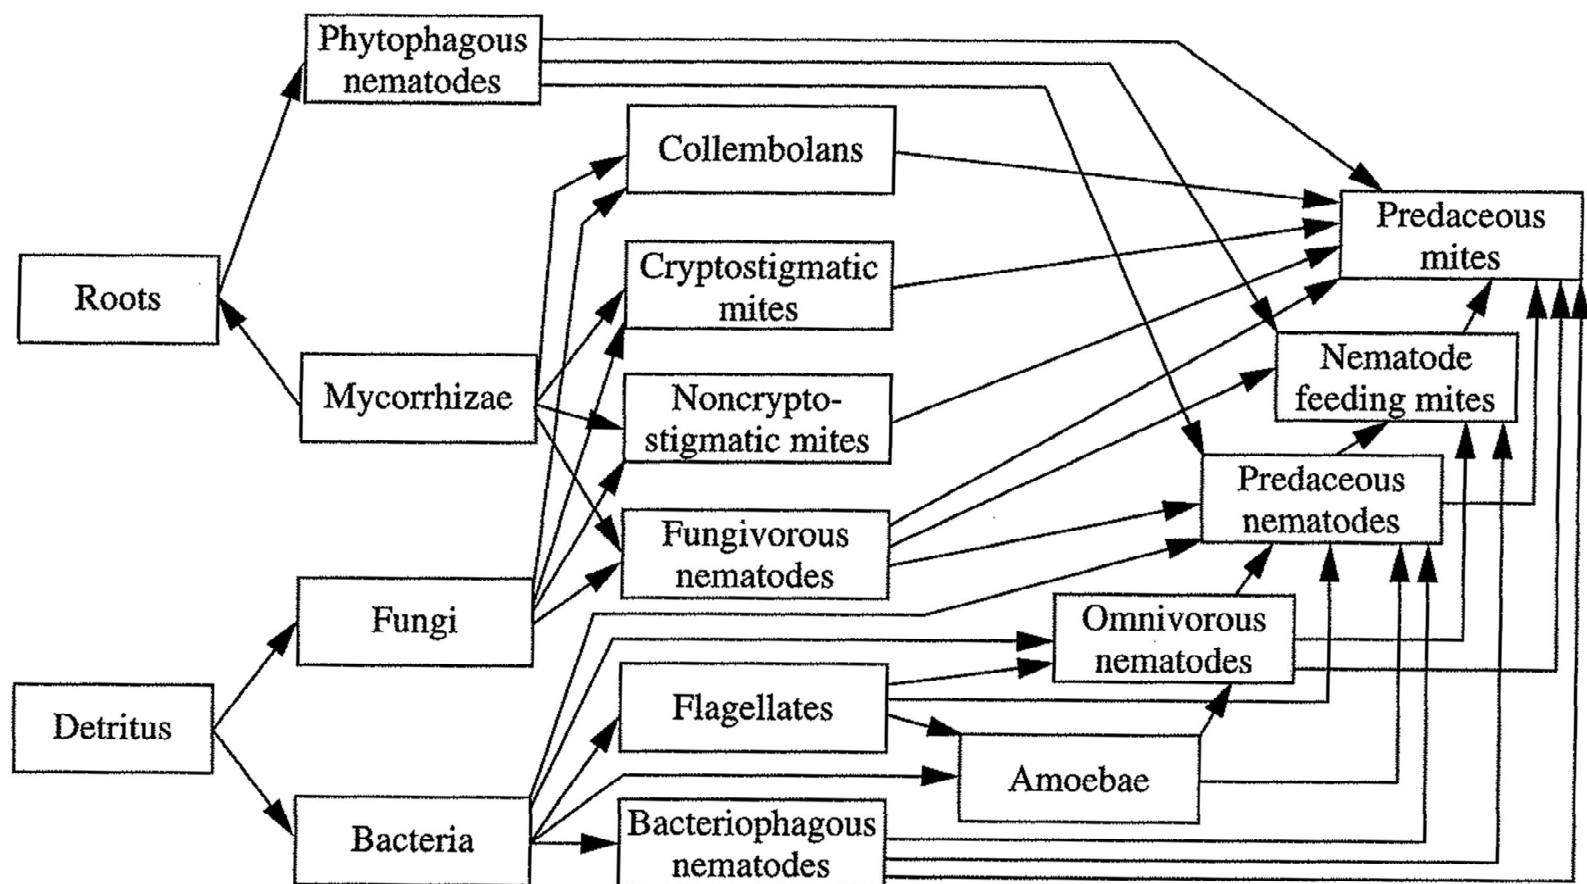 Phytophagous
nematodes
Collembolans
Predaceous
mites
Cryptostigmatic
mites
Roots
Nematode
feeding mites
Mycorrhizae
Noncrypto-
stigmatic mites
Predaceous
nematodes
Fungivorous
nematodes
Fungi
Omnivorous
nematodes
Flagellates
Detritus
Amoebae
Bacteria
Bacteriophagous
nematodes